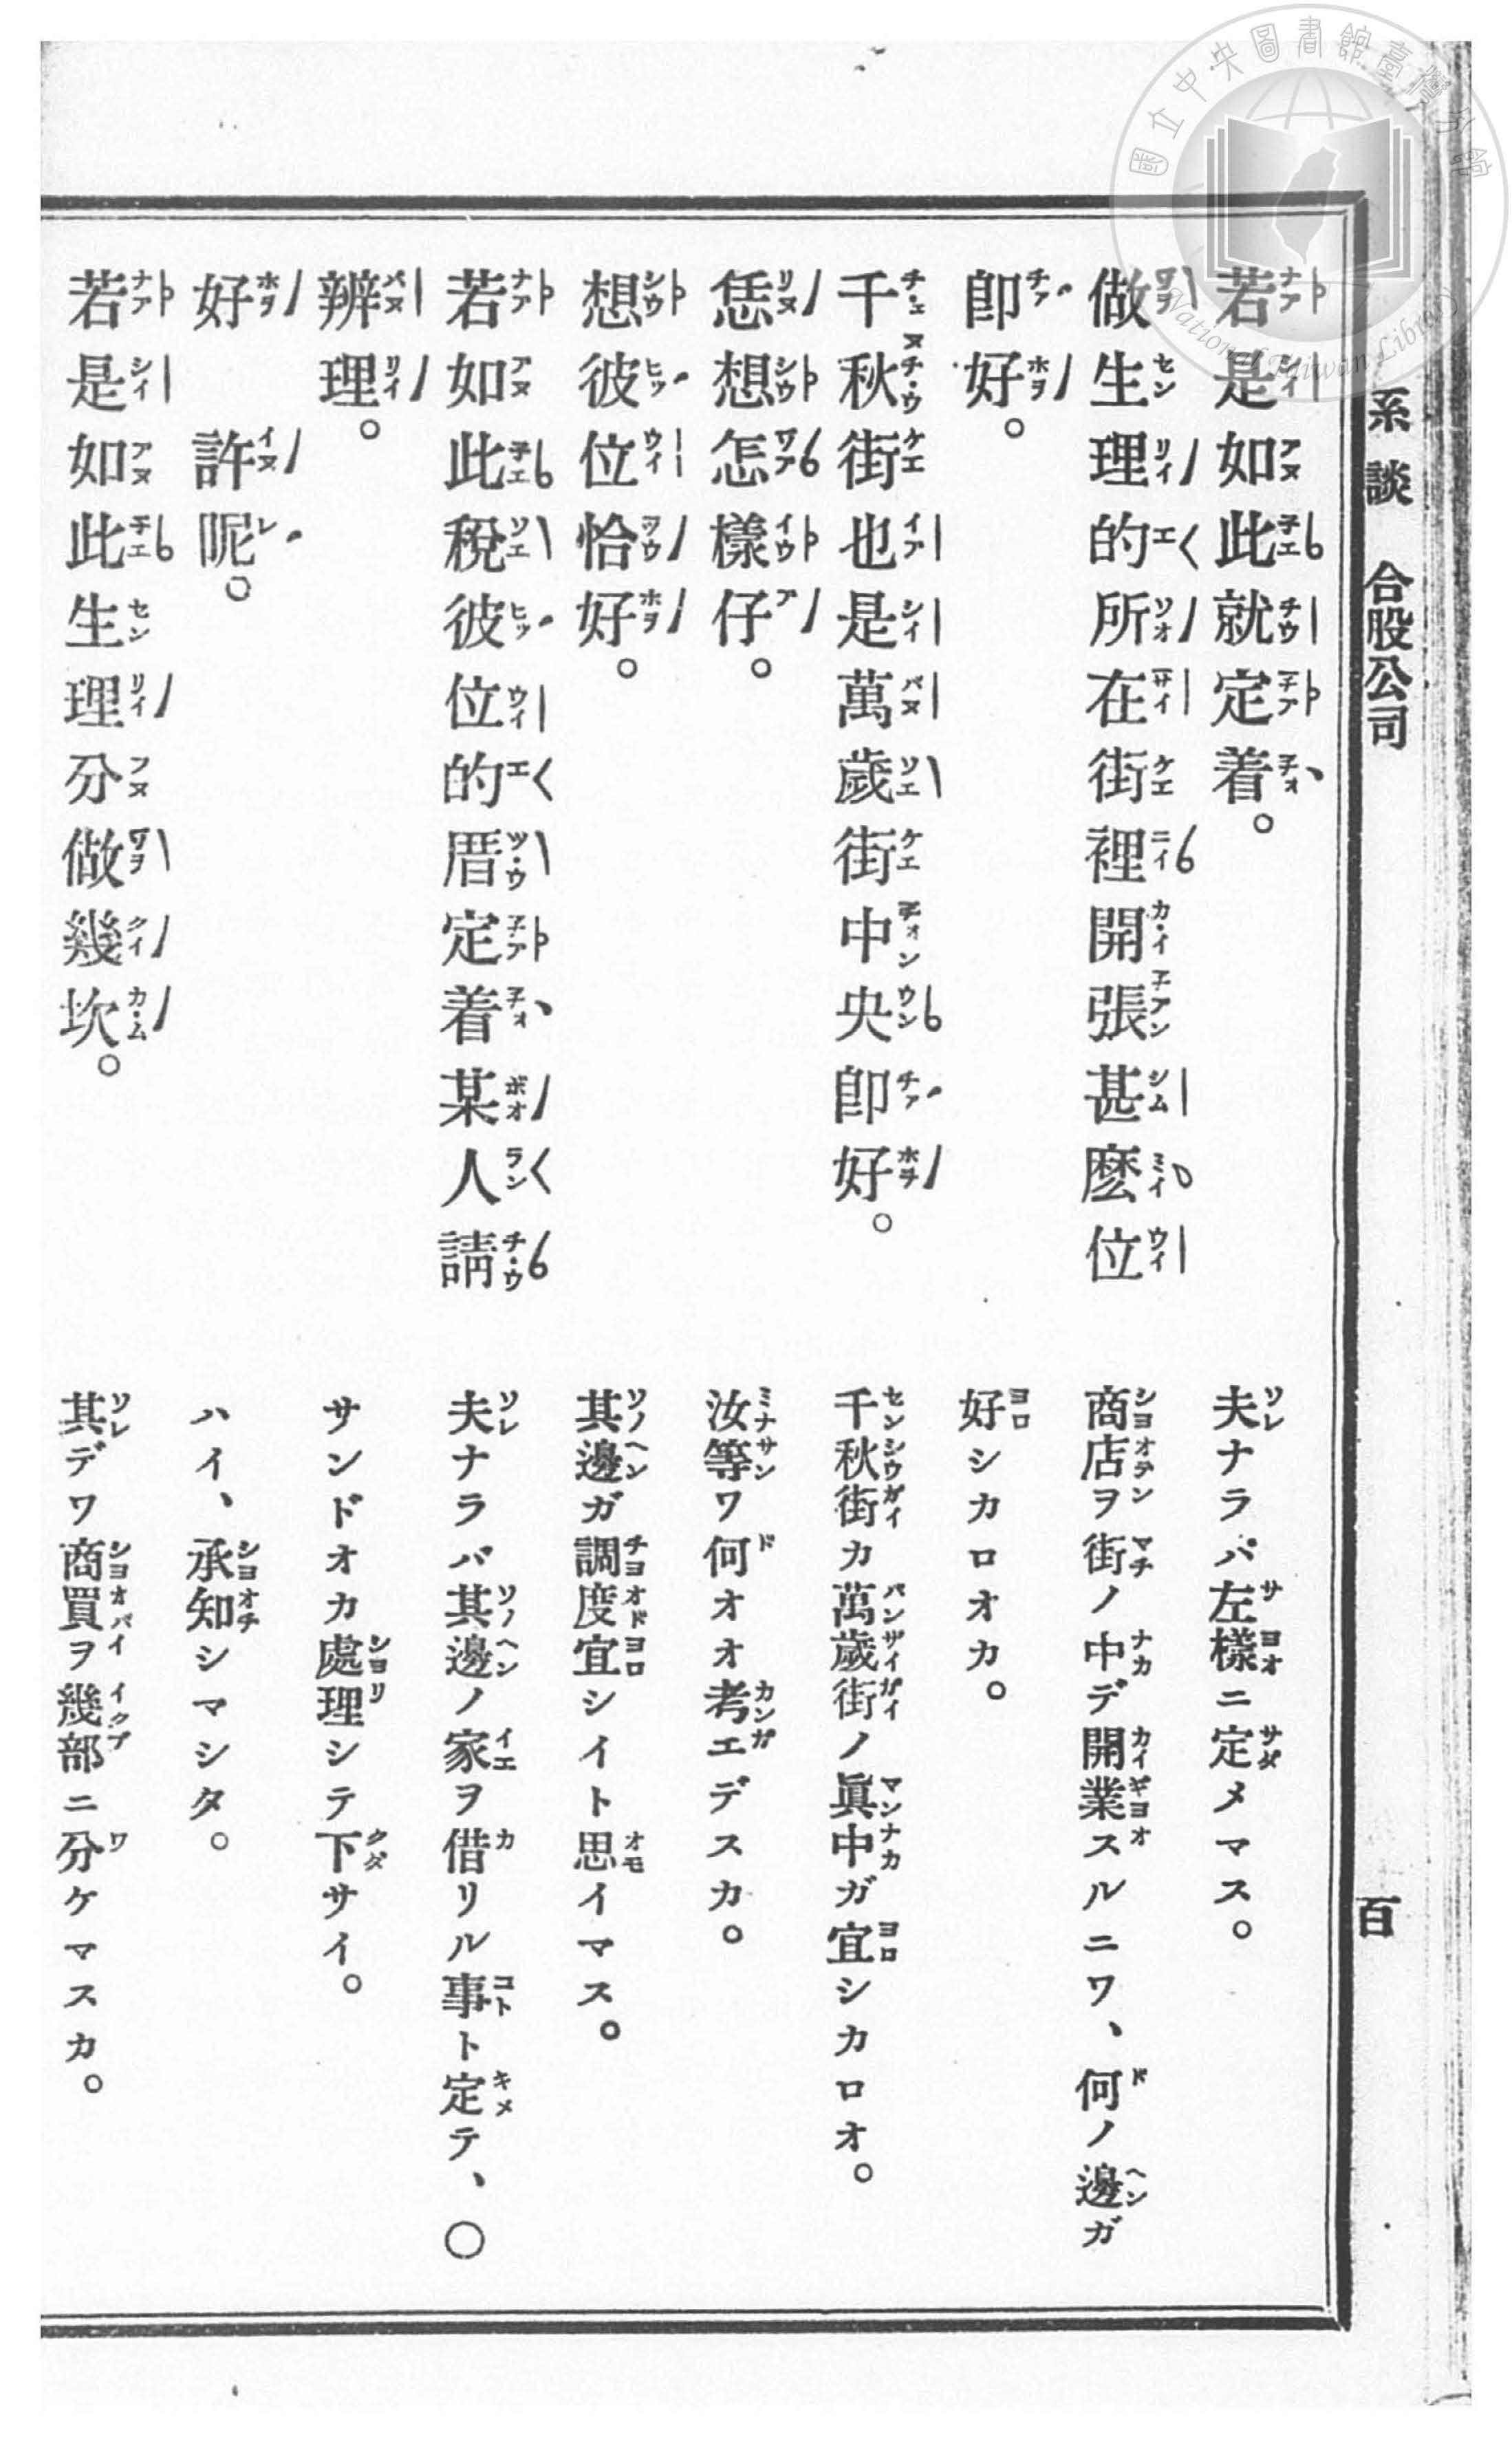 系談 合股公司 百
若是如此就定着。
夫ナラバ左樣ニ定メマス。
做生理的所在街裡開張甚麽位
商店ヲ街ノ中デ開業スルニワ、何ノ邊ガ
卽好。
好シカロオカ。
千秋街也是萬歲街中央卽好。
千秋街カ萬歲街ノ眞中ガ宜シカロオ。
恁想怎樣仔。
汝等ワ何オオ考エデスカ。
想彼位恰好。
其邊ガ調度宜シイト思イマス。
若如此稅彼位的厝定着某人請
夫ナラバ其邊ノ家ヲ借リル事ト定テ、〇
辨理。
サンドオカ處理シテ下サイ。
好 許呢。
ハイ、承知シマシタ。
若是如此生理分做幾坎。
其デワ商買ヲ幾部ニ分ケマスカ。
國立中央圖書館臺灣分館
National Taiwan Library